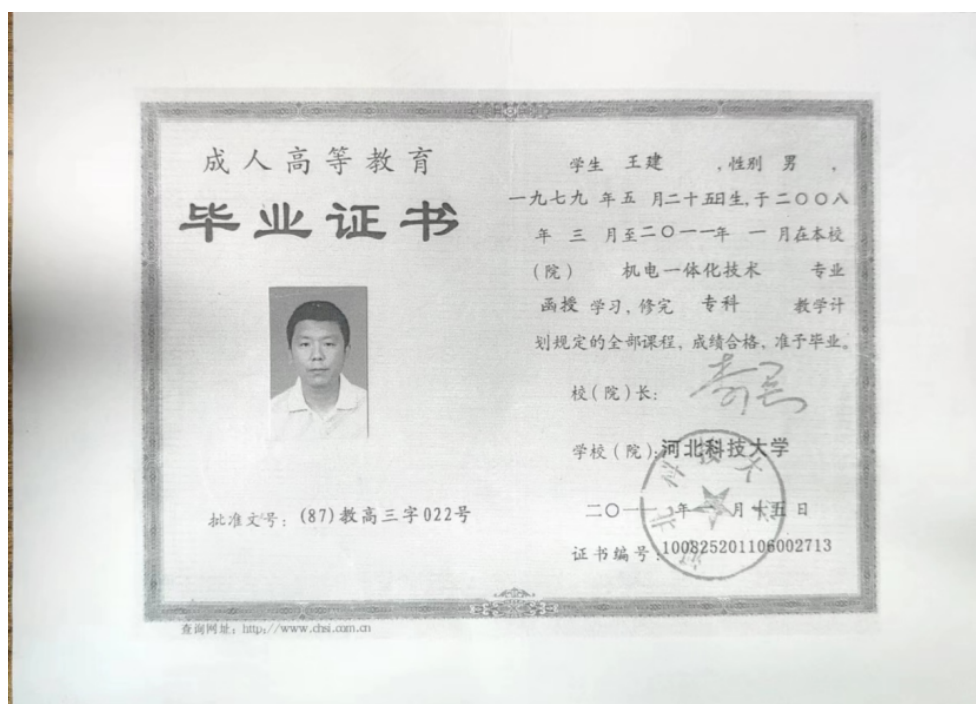 成人高等教育
毕业证书
批准文号：(87)教高三字022号
学生 王建 ，性别 男 ，
一九七九 年 五 月二十五日生，于二〇〇八
年 三 月至二〇一一年 一 月在本校
(院) 机电一体化技术 专业
函授 学习，修完 专科 教学计
划规定的全部课程，成绩合格，准予毕业。
校(院)长：
学校(院)：河北科技大学
二〇一一年一月十五日
证书编号：100825201106002713
查询网址：http://www.chsi.com.cn